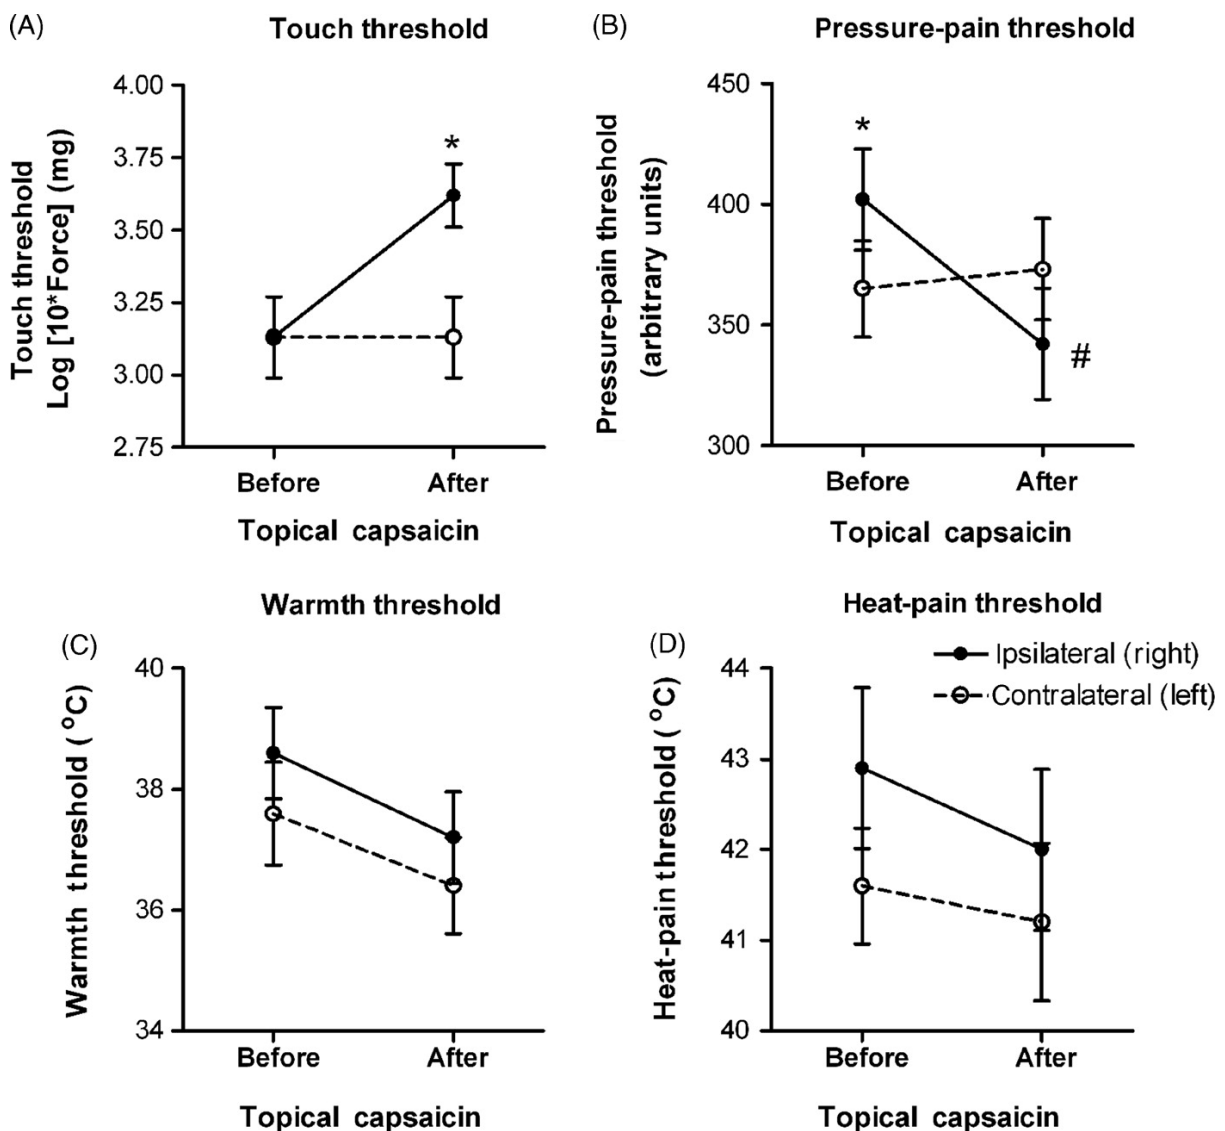 (A)
Touch threshold
Touch threshold
Log [10*Force] (mg)
4.00
3.75
3.50
3.25
3.00
2.75
*
Before
After
Topical capsaicin
(B)
Pressure-pain threshold
Pressure-pain threshold
(arbitrary units)
450
400
350
300
*
#
Before
After
Topical capsaicin
(C)
Warmth threshold
Warmth threshold ( °C)
40
38
36
34
Before
After
Topical capsaicin
(D)
Heat-pain threshold
Heat-pain threshold ( °C)
44
43
42
41
40
Ipsilateral (right)
Contralateral (left)
Before
After
Topical capsaicin